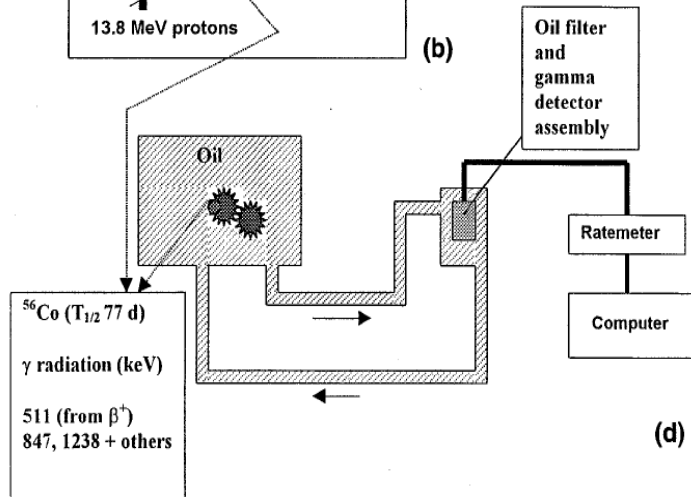 13.8 MeV protons
(b)
Oil filter
and
gamma
detector
assembly
Oil
Ratemeter
Computer
⁵⁶Co (T₁/₂ 77 d)
γ radiation (keV)
511 (from β⁺)
847, 1238 + others
(d)